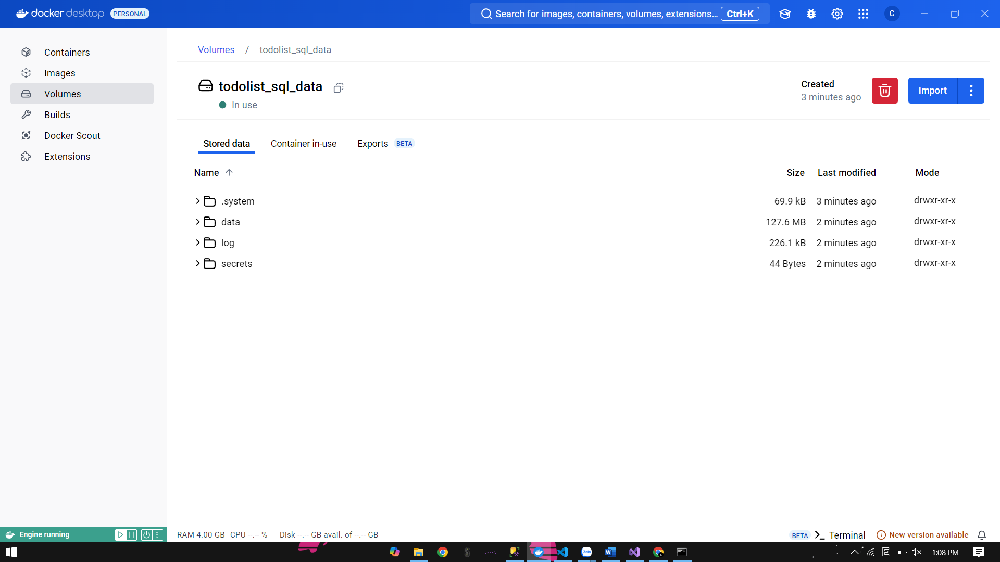 docker desktop PERSONAL
Search for images, containers, volumes, extensions... Ctrl+K
C
Containers
Images
Volumes
Builds
Docker Scout
Extensions
Volumes / todolist_sql_data
todolist_sql_data
In use
Created
3 minutes ago
Import
Stored data Container in-use Exports BETA
Name Size Last modified Mode
.system 69.9 kB 3 minutes ago drwxr-xr-x
data 127.6 MB 2 minutes ago drwxr-xr-x
log 226.1 kB 2 minutes ago drwxr-xr-x
secrets 44 Bytes 2 minutes ago drwxr-xr-x
Engine running
RAM 4.00 GB CPU --.-- % Disk --.-- GB avail. of --.-- GB
BETA Terminal New version available
Zalo
E
1:08 PM